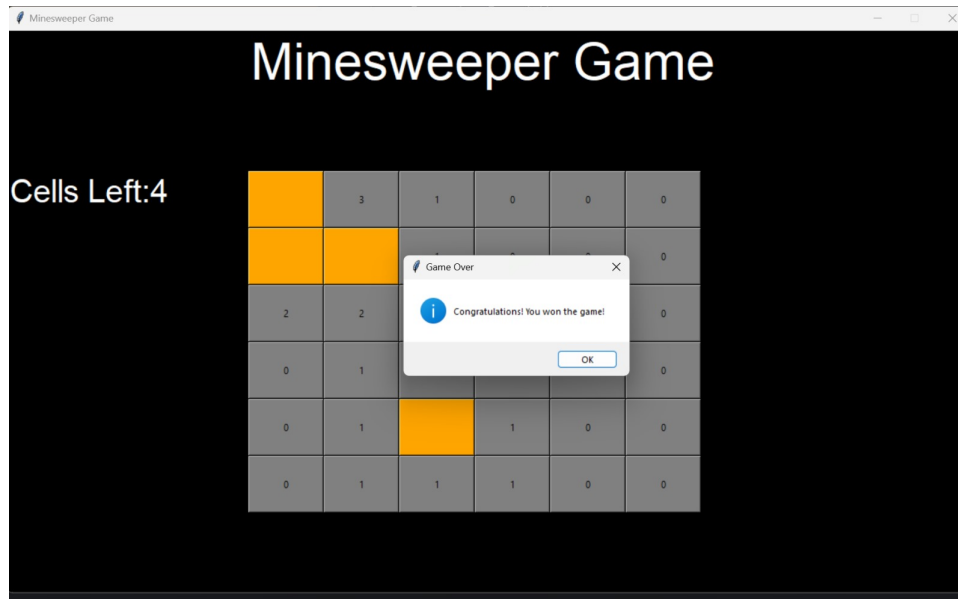 Minesweeper Game
Minesweeper Game
Cells Left:4
3 1 0 0 0
0
Game Over
Congratulations! You won the game!
OK
2 2 0
0 1 0
0 1 1 0 0
0 1 1 1 0 0